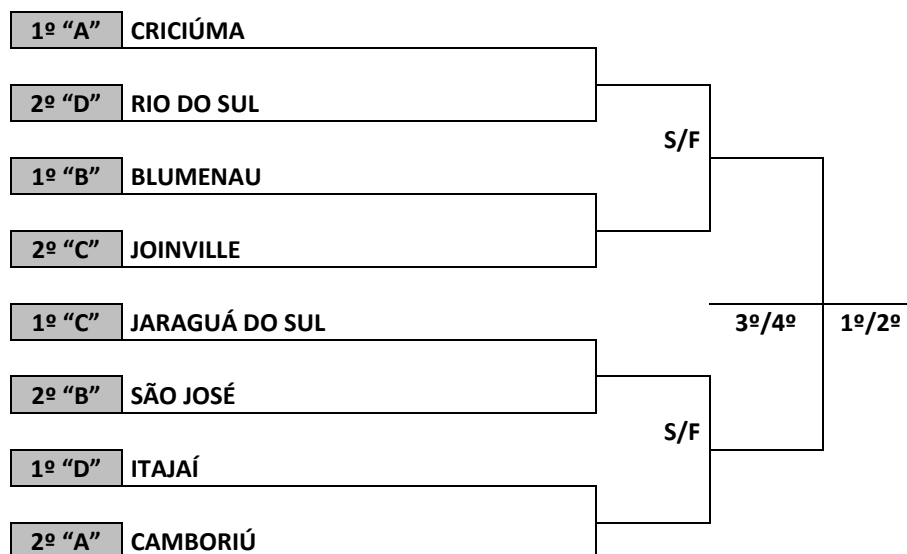 1º “A” CRICIÚMA
2º “D” RIO DO SUL
S/F
1º “B” BLUMENAU
2º “C” JOINVILLE
1º “C” JARAGUÁ DO SUL
3º/4º 1º/2º
2º “B” SÃO JOSÉ
S/F
1º “D” ITAJAÍ
2º “A” CAMBORIÚ